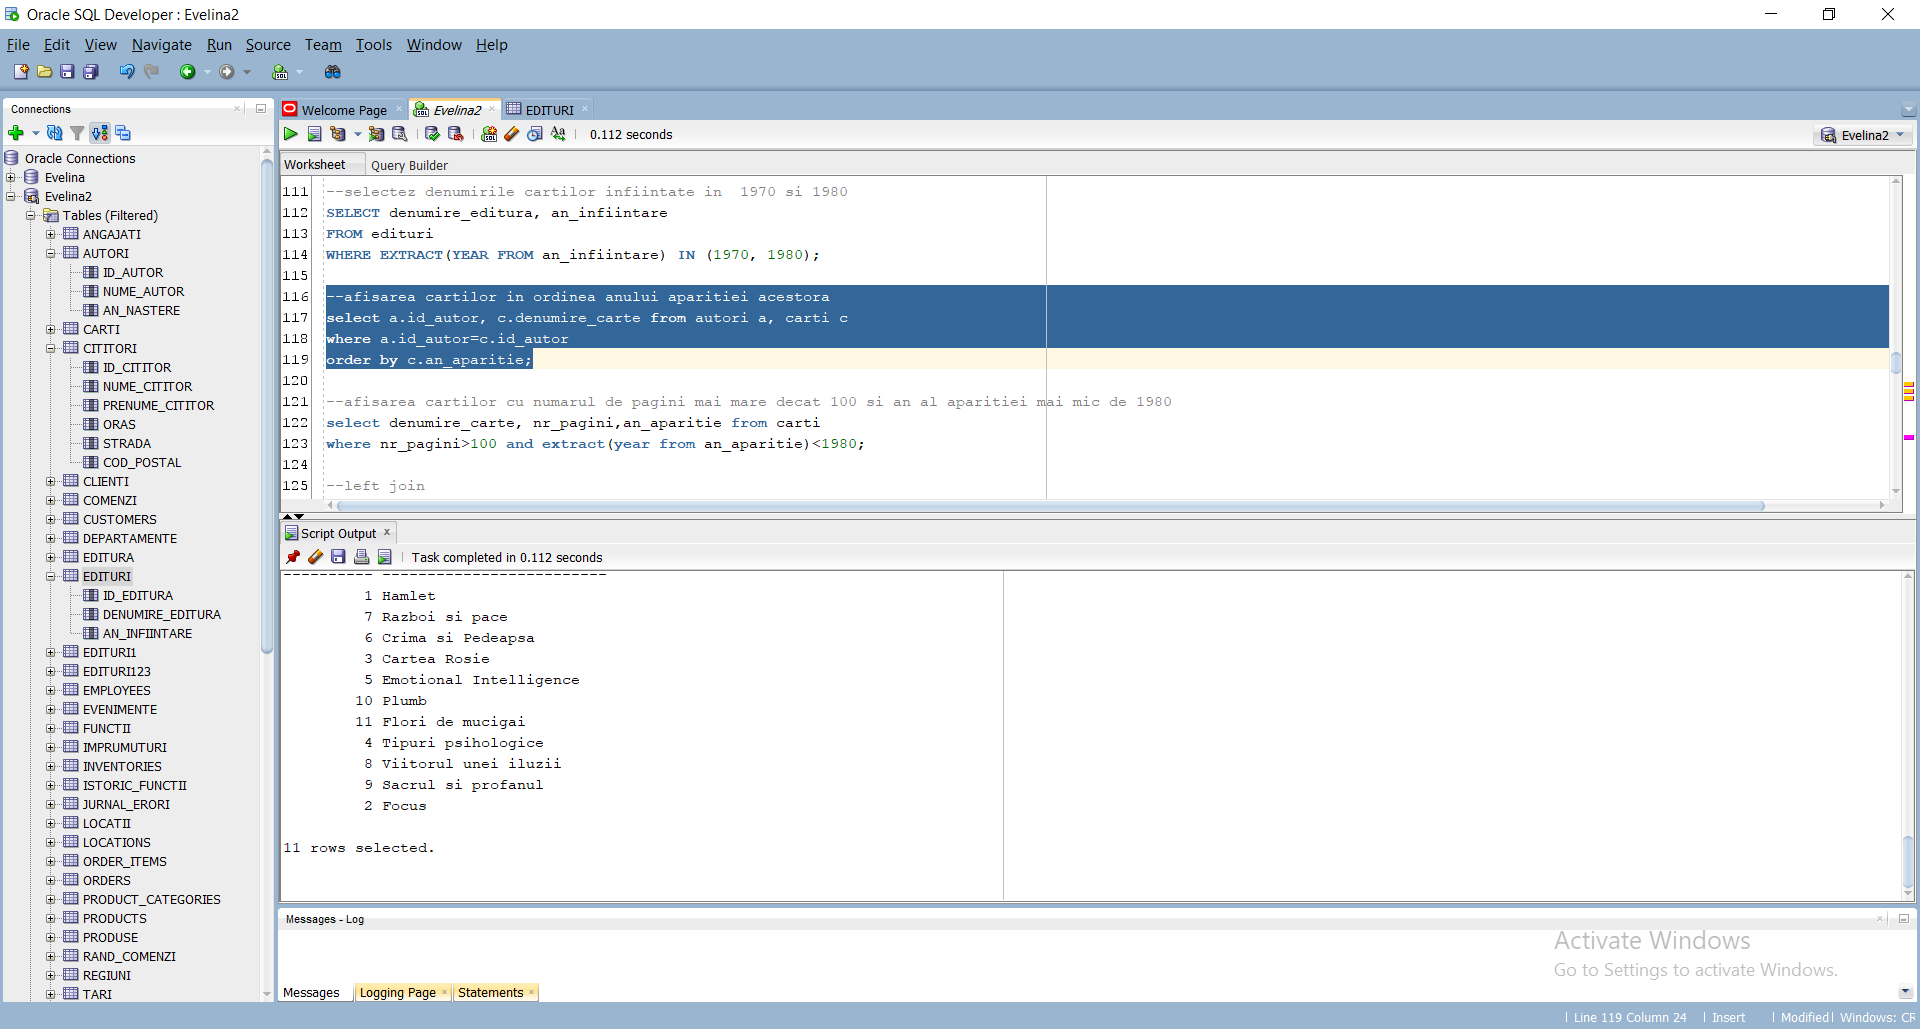 Oracle SQL Developer : Evelina2
File Edit View Navigate Run Source Team Tools Window Help
Connections
Oracle Connections
Evelina
Evelina2
Tables (Filtered)
ANGAJATI
AUTORI
ID_AUTOR
NUME_AUTOR
AN_NASTERE
CARTI
CITITORI
ID_CITITOR
NUME_CITITOR
PRENUME_CITITOR
ORAS
STRADA
COD_POSTAL
CLIENTI
COMENZI
CUSTOMERS
DEPARTAMENTE
EDITURA
EDITURI
ID_EDITURA
DENUMIRE_EDITURA
AN_INFIINTARE
EDITURI1
EDITURI123
EMPLOYEES
EVENIMENTE
FUNCTII
IMPRUMUTURI
INVENTORIES
ISTORIC_FUNCTII
JURNAL_ERORI
LOCATII
LOCATIONS
ORDER_ITEMS
ORDERS
PRODUCT_CATEGORIES
PRODUCTS
PRODUSE
RAND_COMENZI
REGIUNI
TARI
Welcome Page Evelina2 EDITURI
0.112 seconds Evelina2
Worksheet Query Builder
111 --selectez denumirile cartilor infiintate in  1970 si 1980
112 SELECT denumire_editura, an_infiintare
113 FROM edituri
114 WHERE EXTRACT(YEAR FROM an_infiintare) IN (1970, 1980);
115
116 --afisarea cartilor in ordinea anului aparitiei acestora
117 select a.id_autor, c.denumire_carte from autori a, carti c
118 where a.id_autor=c.id_autor
119 order by c.an_aparitie;
120
121 --afisarea cartilor cu numarul de pagini mai mare decat 100 si an al aparitiei mai mic de 1980
122 select denumire_carte, nr_pagini,an_aparitie from carti
123 where nr_pagini>100 and extract(year from an_aparitie)<1980;
124
125 --left join
Script Output
Task completed in 0.112 seconds
---------- -------------------------
1 Hamlet
7 Razboi si pace
6 Crima si Pedeapsa
3 Cartea Rosie
5 Emotional Intelligence
10 Plumb
11 Flori de mucigai
4 Tipuri psihologice
8 Viitorul unei iluzii
9 Sacrul si profanul
2 Focus
11 rows selected.
Messages - Log
Activate Windows
Go to Settings to activate Windows.
Messages Logging Page Statements
Line 119 Column 24 Insert Modified Windows: CR